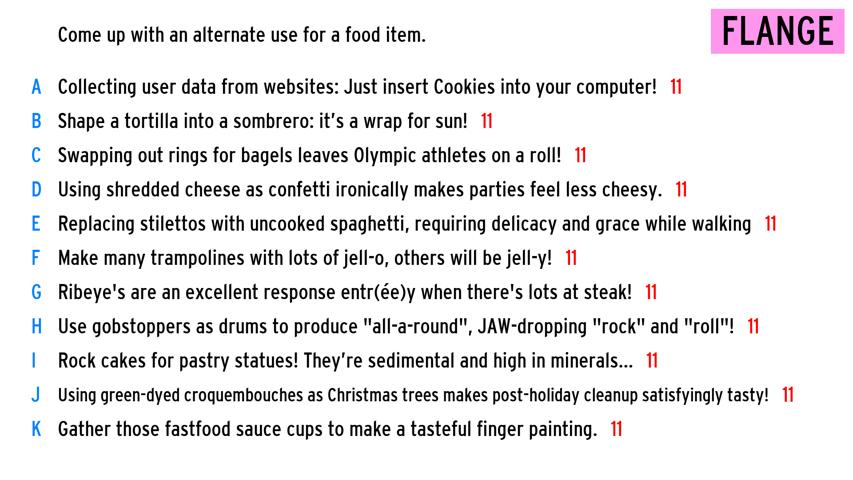 Come up with an alternate use for a food item.
FLANGE
A Collecting user data from websites: Just insert Cookies into your computer! 11
B Shape a tortilla into a sombrero: it's a wrap for sun! 11
C Swapping out rings for bagels leaves Olympic athletes on a roll! 11
D Using shredded cheese as confetti ironically makes parties feel less cheesy. 11
E Replacing stilettos with uncooked spaghetti, requiring delicacy and grace while walking 11
F Make many trampolines with lots of jell-o, others will be jell-y! 11
G Ribeye's are an excellent response entr(ée)y when there's lots at steak! 11
H Use gobstoppers as drums to produce "all-a-round", JAW-dropping "rock" and "roll"! 11
I Rock cakes for pastry statues! They're sedimental and high in minerals... 11
J Using green-dyed croquembouches as Christmas trees makes post-holiday cleanup satisfyingly tasty! 11
K Gather those fastfood sauce cups to make a tasteful finger painting. 11